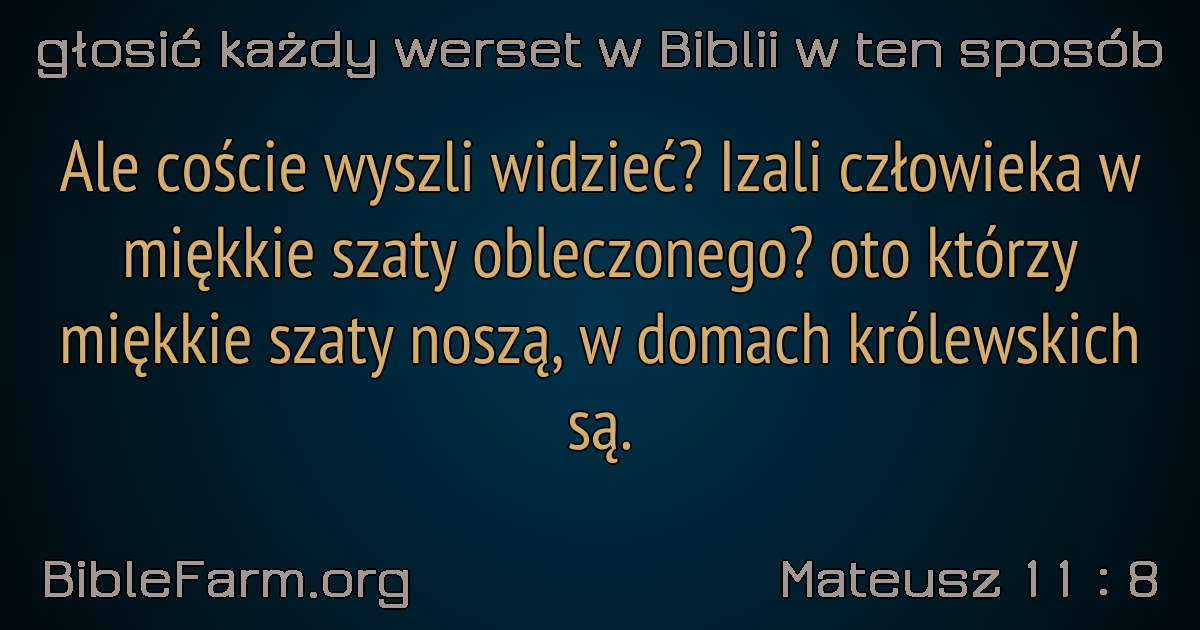 głosić każdy werset w Biblii w ten sposób
Ale coście wyszli widzieć? Izali człowieka w
miękkie szaty obleczonego? oto którzy
miękkie szaty noszą, w domach królewskich
są.
BibleFarm.org
Mateusz 11 : 8